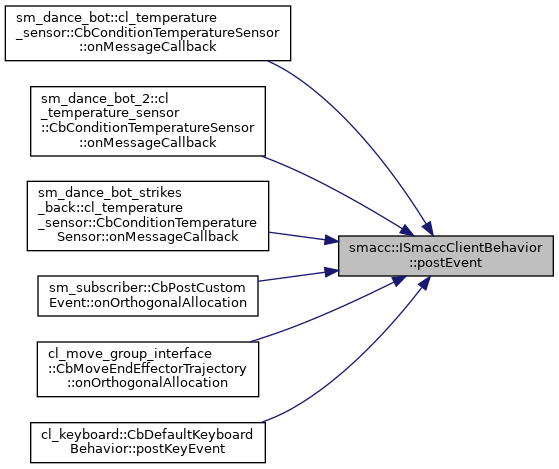 sm_dance_bot::cl_temperature
_sensor::CbConditionTemperatureSensor
::onMessageCallback
sm_dance_bot_2::cl
_temperature_sensor
::CbConditionTemperatureSensor
::onMessageCallback
sm_dance_bot_strikes
_back::cl_temperature
_sensor::CbConditionTemperature
Sensor::onMessageCallback
smacc::ISmaccClientBehavior
::postEvent
sm_subscriber::CbPostCustom
Event::onOrthogonalAllocation
cl_move_group_interface
::CbMoveEndEffectorTrajectory
::onOrthogonalAllocation
cl_keyboard::CbDefaultKeyboard
Behavior::postKeyEvent